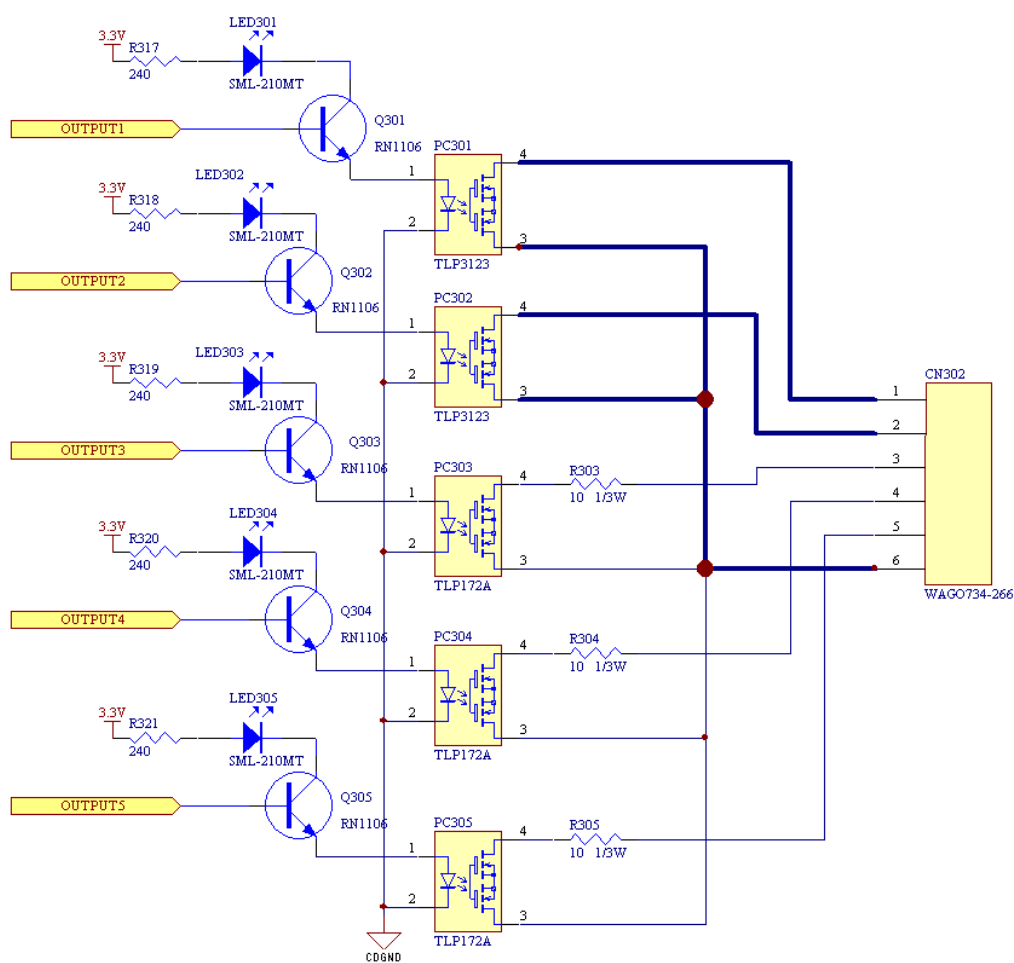 LED301
3.3V
R317
240
SML-210MT
OUTPUT1
Q301
RN1106
PC301
1
2
4
3
TLP3123
LED302
3.3V
R318
240
SML-210MT
OUTPUT2
Q302
RN1106
PC302
1
2
4
3
TLP3123
LED303
3.3V
R319
240
SML-210MT
OUTPUT3
Q303
RN1106
PC303
1
2
4
3
TLP172A
R303
10 1/3W
LED304
3.3V
R320
240
SML-210MT
OUTPUT4
Q304
RN1106
PC304
1
2
4
3
TLP172A
R304
10 1/3W
LED305
3.3V
R321
240
SML-210MT
OUTPUT5
Q305
RN1106
PC305
1
2
4
3
TLP172A
R305
10 1/3W
CDGND
CN302
1
2
3
4
5
6
WAGO734-266